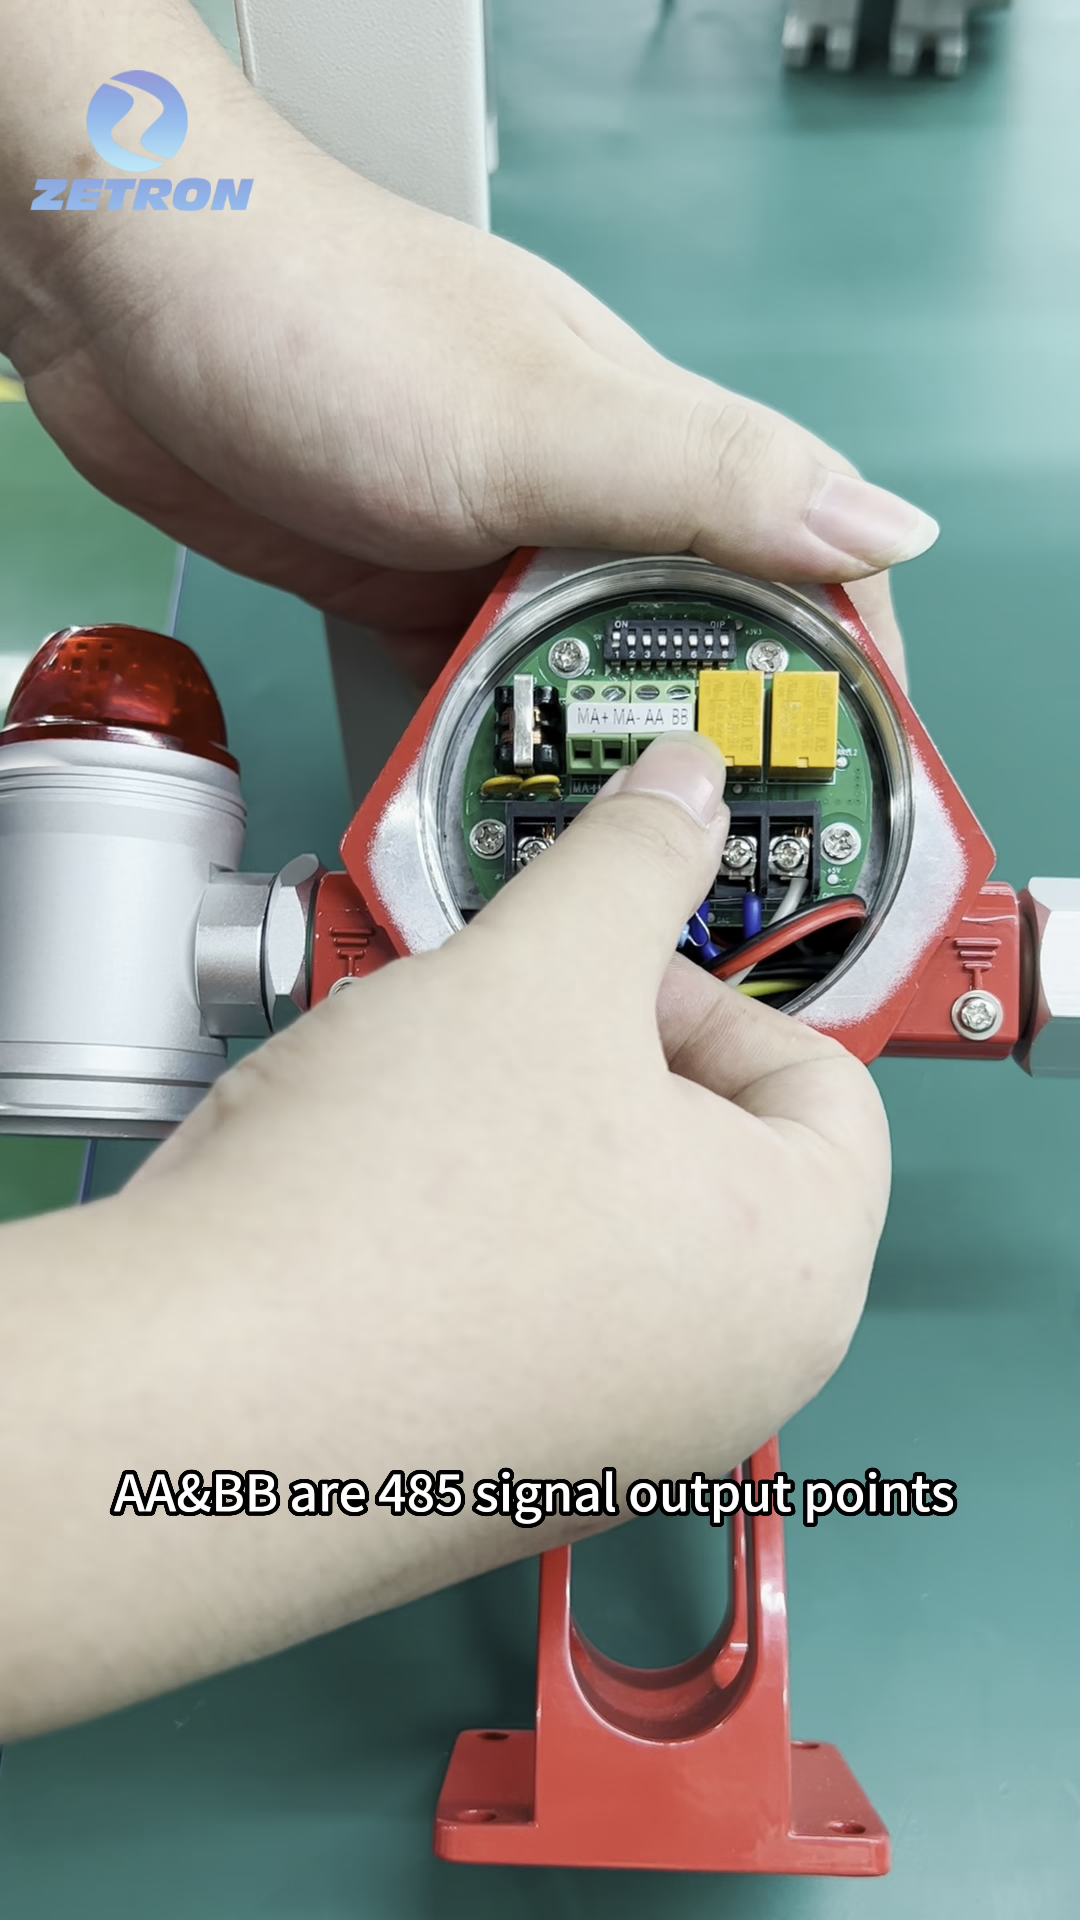 ZETRON
ON DIP
1 2 3 4 5 6 7
MA+ MA- AA BB
+5V
AA&BB are 485 signal output points